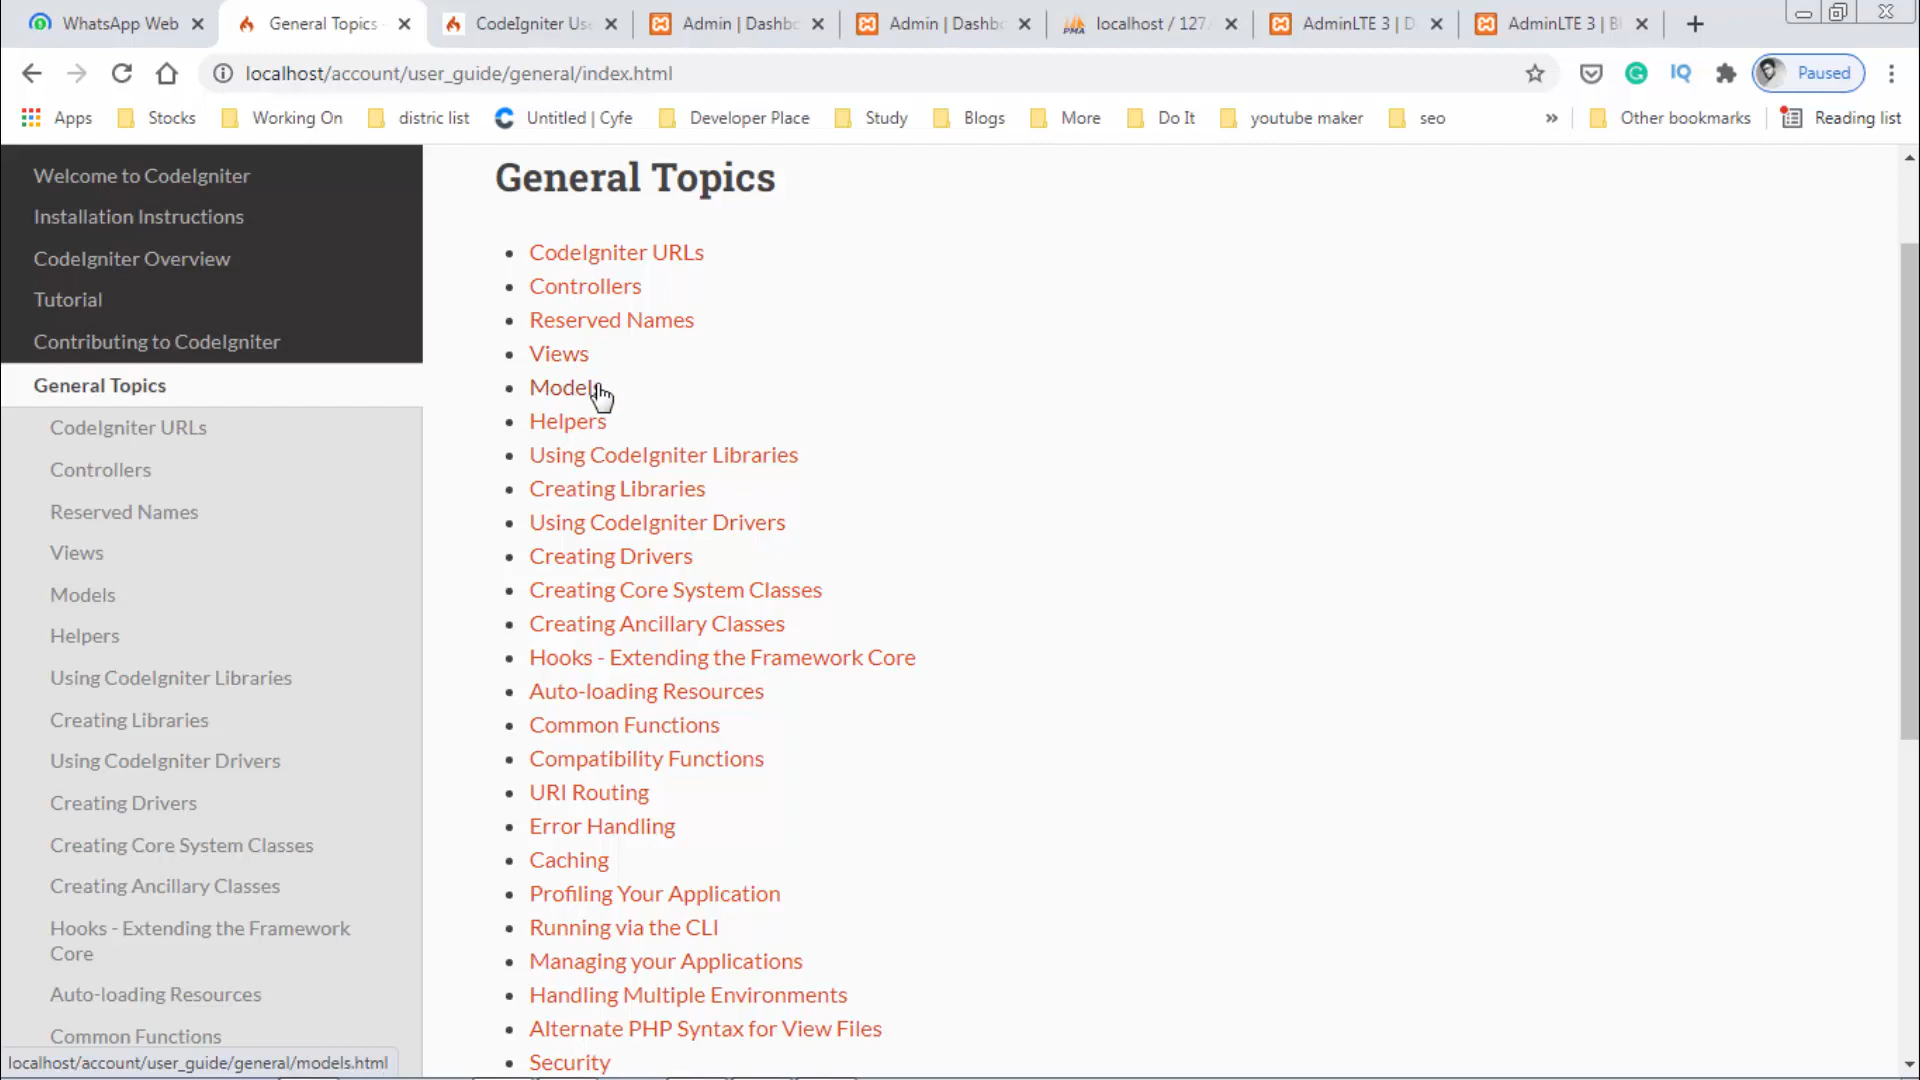 WhatsApp Web
General Topics
CodeIgniter Use
Admin | Dashbo
Admin | Dashbo
localhost / 127.
AdminLTE 3 | D
AdminLTE 3 | Bl
localhost/account/user_guide/general/index.html
IQ
Paused
Apps
Stocks
Working On
distric list
Untitled | Cyfe
Developer Place
Study
Blogs
More
Do It
youtube maker
seo
»
Other bookmarks
Reading list
Welcome to CodeIgniter
Installation Instructions
CodeIgniter Overview
Tutorial
Contributing to CodeIgniter
General Topics
CodeIgniter URLs
Controllers
Reserved Names
Views
Models
Helpers
Using CodeIgniter Libraries
Creating Libraries
Using CodeIgniter Drivers
Creating Drivers
Creating Core System Classes
Creating Ancillary Classes
Hooks - Extending the Framework
Core
Auto-loading Resources
Common Functions
localhost/account/user_guide/general/models.html
General Topics
• CodeIgniter URLs
• Controllers
• Reserved Names
• Views
• Models
• Helpers
• Using CodeIgniter Libraries
• Creating Libraries
• Using CodeIgniter Drivers
• Creating Drivers
• Creating Core System Classes
• Creating Ancillary Classes
• Hooks - Extending the Framework Core
• Auto-loading Resources
• Common Functions
• Compatibility Functions
• URI Routing
• Error Handling
• Caching
• Profiling Your Application
• Running via the CLI
• Managing your Applications
• Handling Multiple Environments
• Alternate PHP Syntax for View Files
• Security